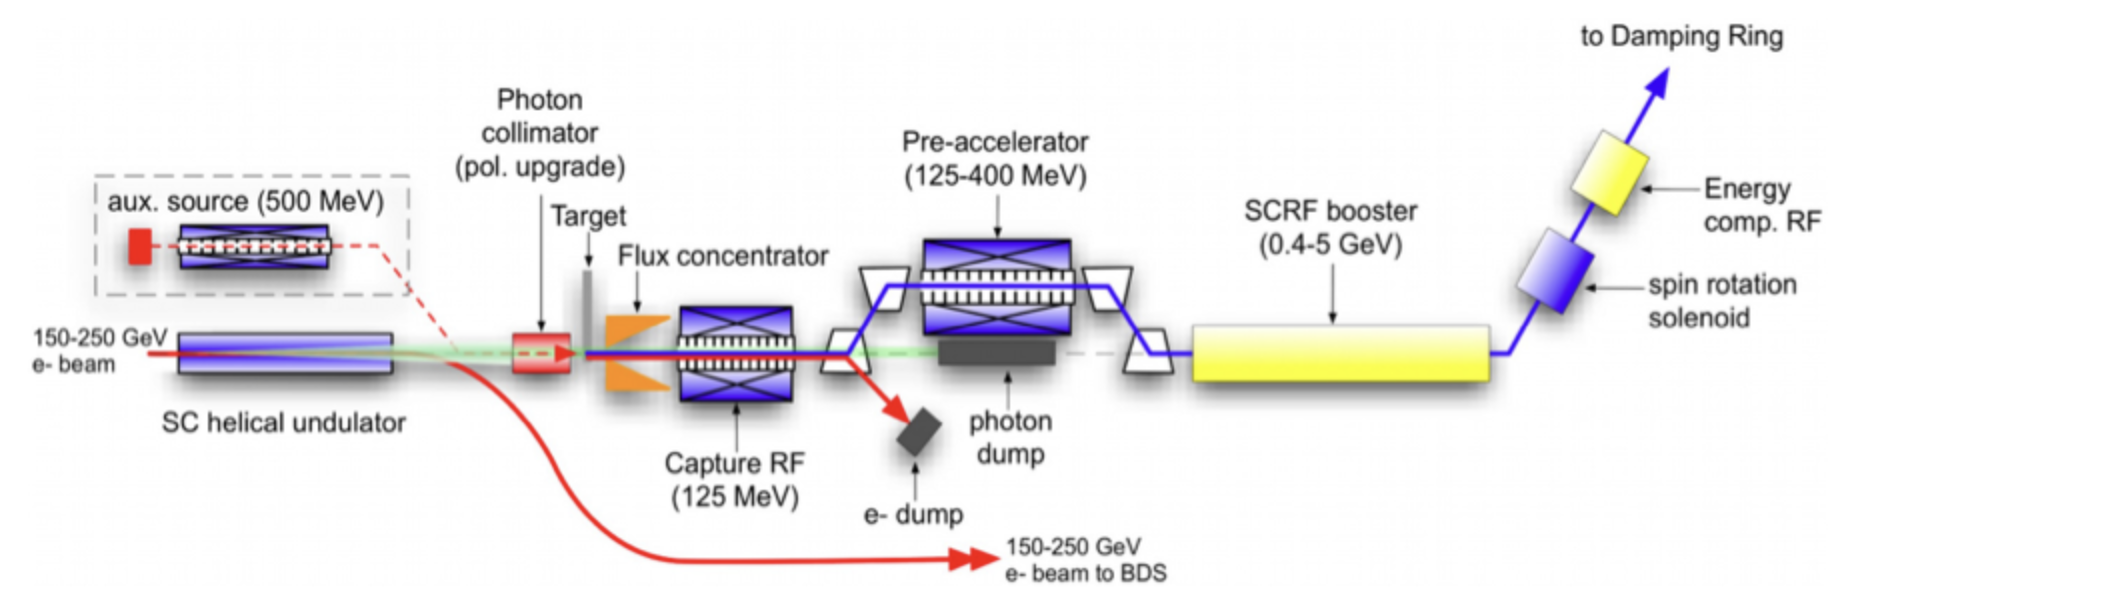 to Damping Ring
Photon
collimator
(pol. upgrade)
Pre-accelerator
(125-400 MeV)
aux. source (500 MeV)
Target
Flux concentrator
SCRF booster
(0.4-5 GeV)
Energy
comp. RF
spin rotation
solenoid
150-250 GeV
e- beam
SC helical undulator
Capture RF
(125 MeV)
photon
dump
e- dump
150-250 GeV
e- beam to BDS